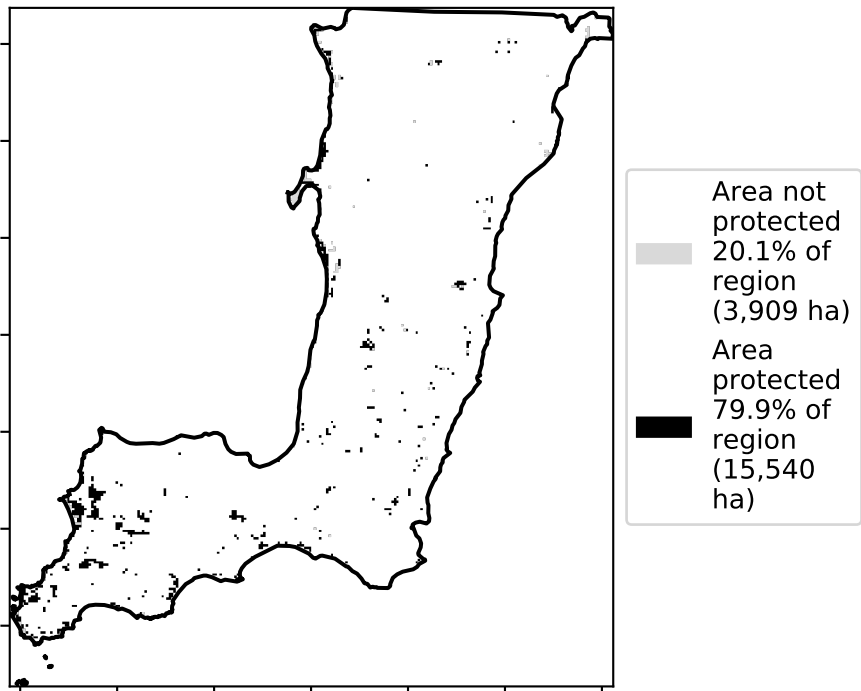 Area not
protected
20.1% of
region
(3,909 ha)
Area
protected
79.9% of
region
(15,540
ha)